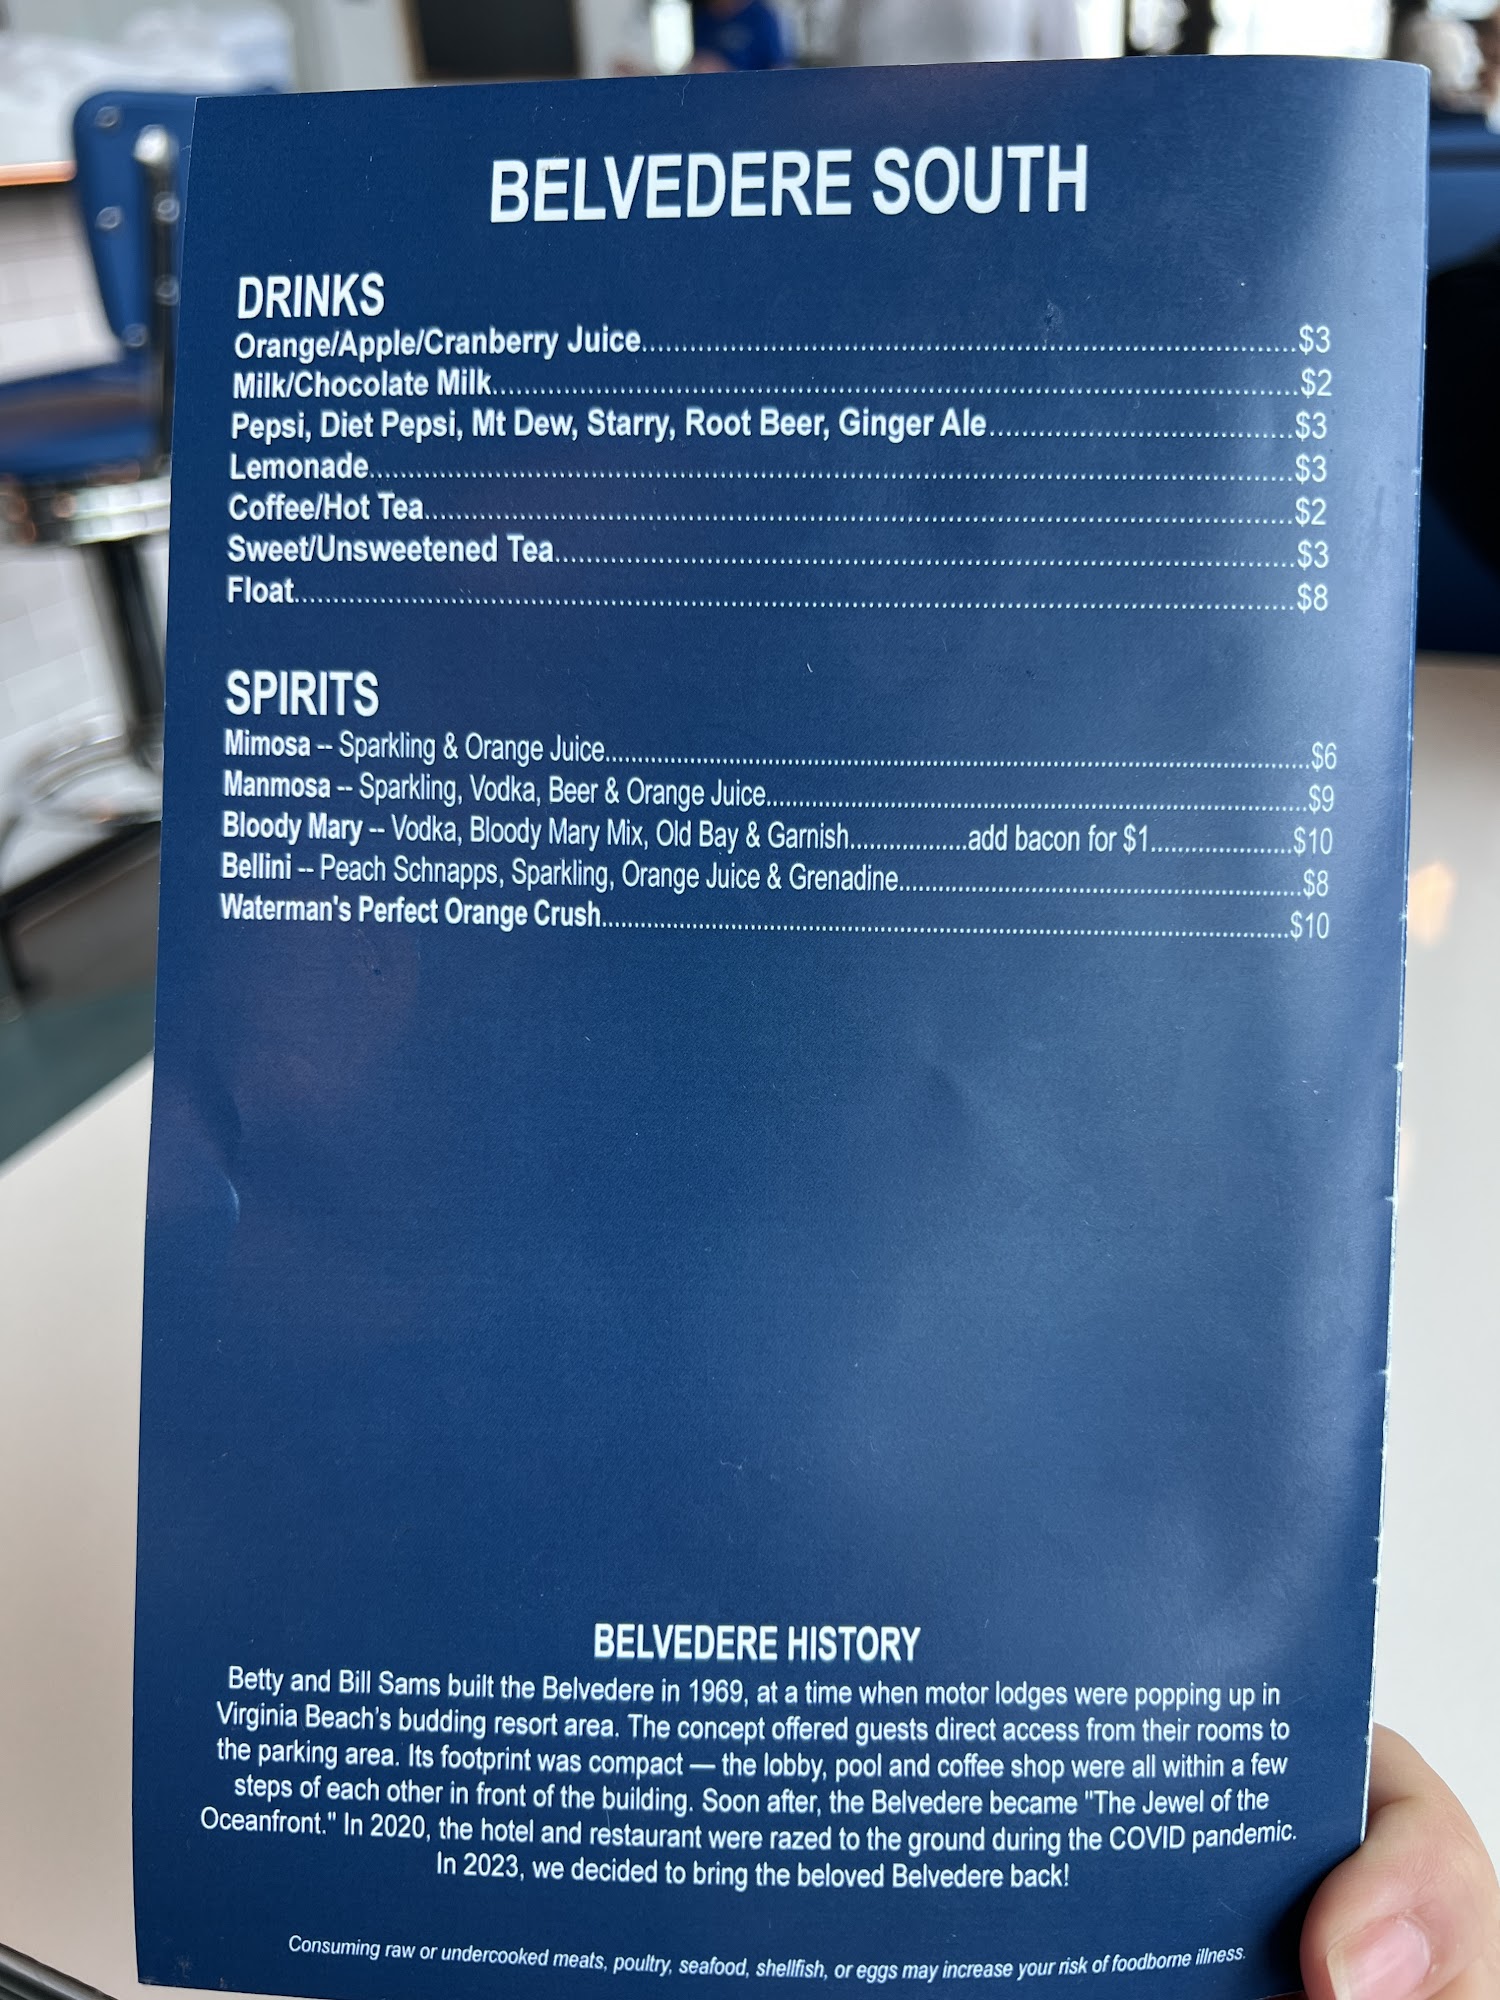 BELVEDERE SOUTH
DRINKS
Orange/Apple/Cranberry Juice........................................$3
Milk/Chocolate Milk........................................$2
Pepsi, Diet Pepsi, Mt Dew, Starry, Root Beer, Ginger Ale........................................$3
Lemonade........................................$3
Coffee/Hot Tea........................................$2
Sweet/Unsweetened Tea........................................$3
Float........................................$8
SPIRITS
Mimosa -- Sparkling & Orange Juice........................................$6
Manmosa -- Sparkling, Vodka, Beer & Orange Juice........................................$9
Bloody Mary -- Vodka, Bloody Mary Mix, Old Bay & Garnish..................add bacon for $1.....................$10
Bellini -- Peach Schnapps, Sparkling, Orange Juice & Grenadine........................................$8
Waterman's Perfect Orange Crush........................................$10
BELVEDERE HISTORY
Betty and Bill Sams built the Belvedere in 1969, at a time when motor lodges were popping up in
Virginia Beach's budding resort area. The concept offered guests direct access from their rooms to
the parking area. Its footprint was compact — the lobby, pool and coffee shop were all within a few
steps of each other in front of the building. Soon after, the Belvedere became "The Jewel of the
Oceanfront." In 2020, the hotel and restaurant were razed to the ground during the COVID pandemic.
In 2023, we decided to bring the beloved Belvedere back!
Consuming raw or undercooked meats, poultry, seafood, shellfish, or eggs may increase your risk of foodborne illness.